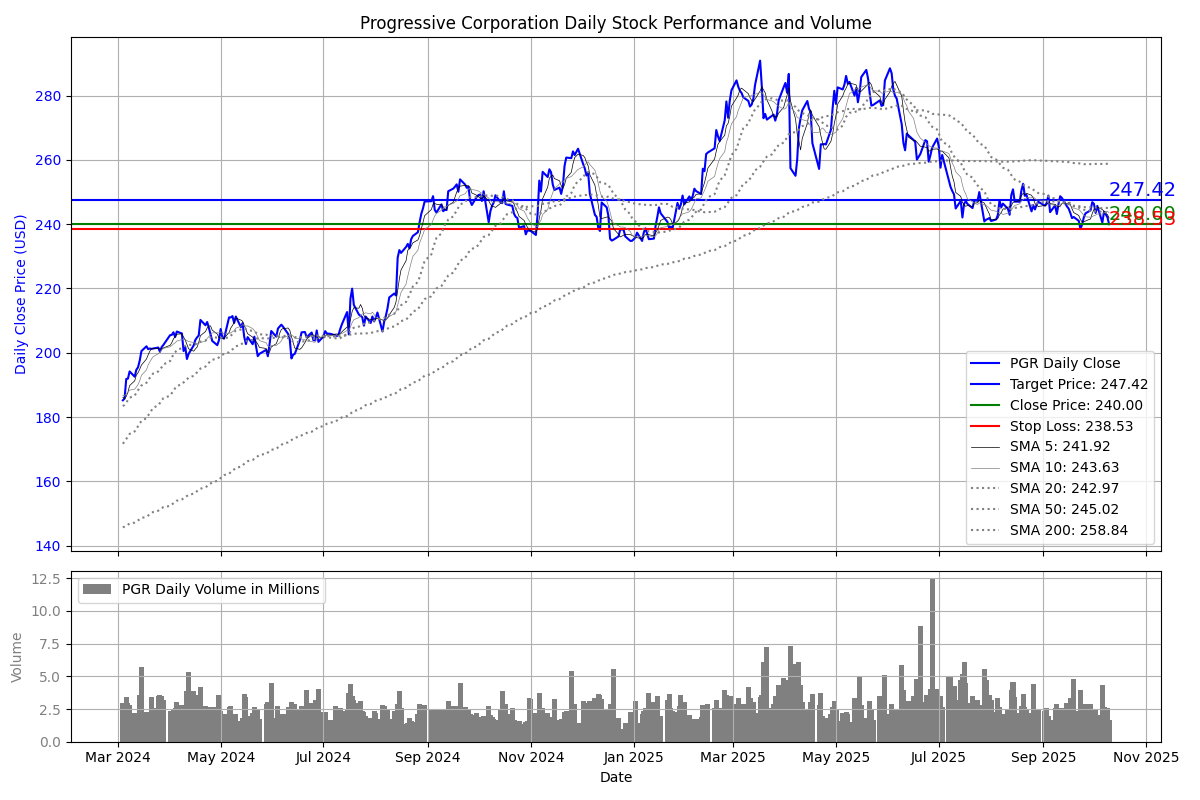 Progressive Corporation Daily Stock Performance and Volume
Daily Close Price (USD)
280
260
240
220
200
180
160
140
247.42
240.00
238.53
PGR Daily Close
Target Price: 247.42
Close Price: 240.00
Stop Loss: 238.53
SMA 5: 241.92
SMA 10: 243.63
SMA 20: 242.97
SMA 50: 245.02
SMA 200: 258.84
Volume
12.5
10.0
7.5
5.0
2.5
0.0
PGR Daily Volume in Millions
Mar 2024 May 2024 Jul 2024 Sep 2024 Nov 2024 Jan 2025 Mar 2025 May 2025 Jul 2025 Sep 2025 Nov 2025
Date